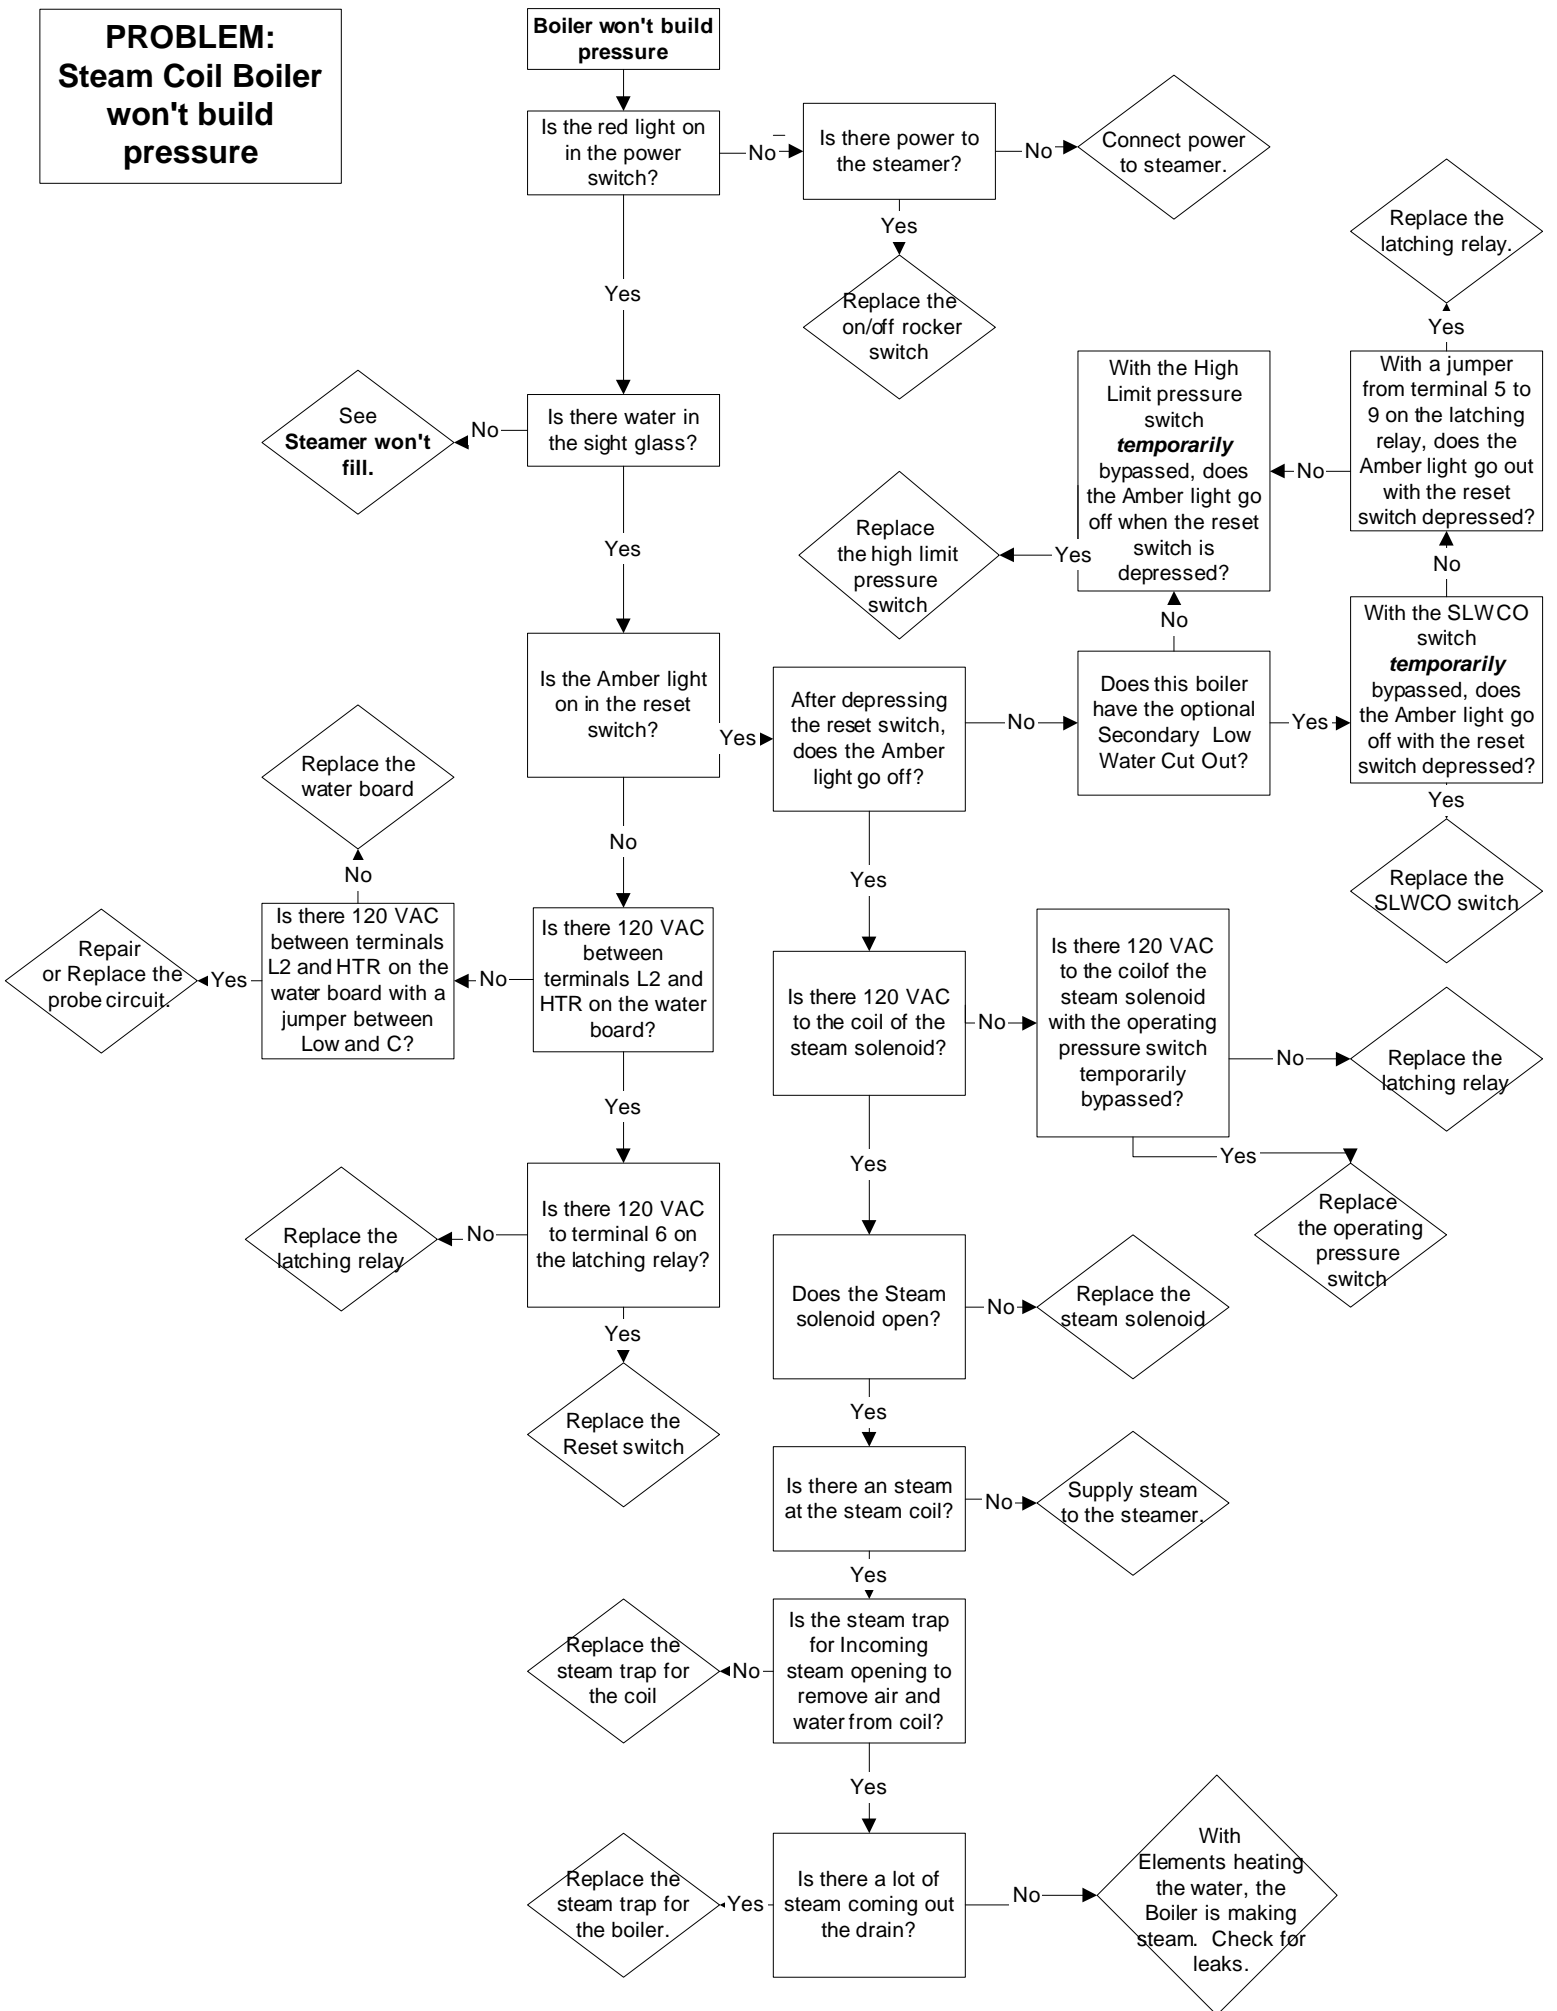 PROBLEM:
Steam Coil Boiler
won't build
pressure
Boiler won't build
pressure
Is the red light on
in the power
switch?
No
Is there power to
the steamer?
No
Connect power
to steamer.
Yes
Replace the
on/off rocker
switch
Yes
Replace the
latching relay.
Yes
With a jumper
from terminal 5 to
9 on the latching
relay, does the
Amber light go out
with the reset
switch depressed?
No
With the High
Limit pressure
switch
temporarily
bypassed, does
the Amber light go
off when the reset
switch is
depressed?
Yes
Replace
the high limit
pressure
switch
See
Steamer won't
fill.
No
Is there water in
the sight glass?
Yes
No
No
Is the Amber light
on in the reset
switch?
Yes
After depressing
the reset switch,
does the Amber
light go off?
No
Does this boiler
have the optional
Secondary Low
Water Cut Out?
Yes
With the SLWCO
switch
temporarily
bypassed, does
the Amber light go
off with the reset
switch depressed?
Yes
Replace the
SLWCO switch
Replace the
water board
No
No
Yes
Repair
or Replace the
probe circuit.
Yes
Is there 120 VAC
between terminals
L2 and HTR on the
water board with a
jumper between
Low and C?
No
Is there 120 VAC
between
terminals L2 and
HTR on the water
board?
Is there 120 VAC
to the coil of the
steam solenoid?
No
Is there 120 VAC
to the coilof the
steam solenoid
with the operating
pressure switch
temporarily
bypassed?
No
Replace the
latching relay
Yes
Yes
Yes
Replace
the operating
pressure
switch
Replace the
latching relay
No
Is there 120 VAC
to terminal 6 on
the latching relay?
Yes
Replace the
Reset switch
Does the Steam
solenoid open?
No
Replace the
steam solenoid
Yes
Is there an steam
at the steam coil?
No
Supply steam
to the steamer.
Yes
Replace the
steam trap for
the coil
No
Is the steam trap
for Incoming
steam opening to
remove air and
water from coil?
Yes
Replace the
steam trap for
the boiler.
Yes
Is there a lot of
steam coming out
the drain?
No
With
Elements heating
the water, the
Boiler is making
steam. Check for
leaks.